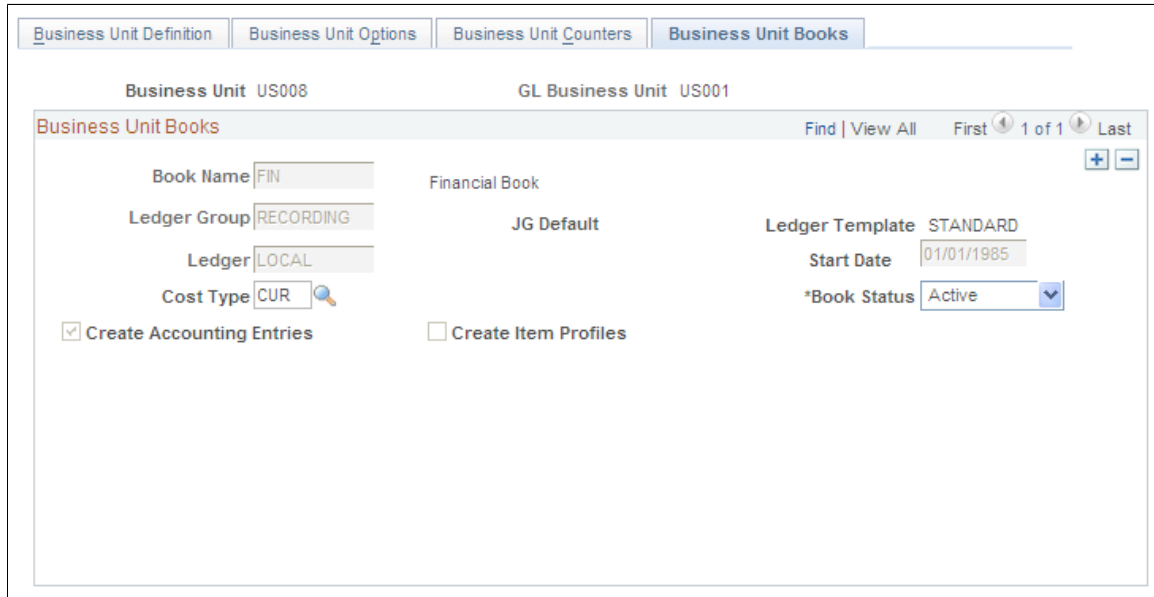 Business Unit Definition Business Unit Options Business Unit Counters Business Unit Books
Business Unit US008 GL Business Unit US001
Business Unit Books Find | View All First 1 of 1 Last
Book Name FIN Financial Book
Ledger Group RECORDING JG Default Ledger Template STANDARD
Ledger LOCAL Start Date 01/01/1985
Cost Type CUR *Book Status Active
Create Accounting Entries Create Item Profiles